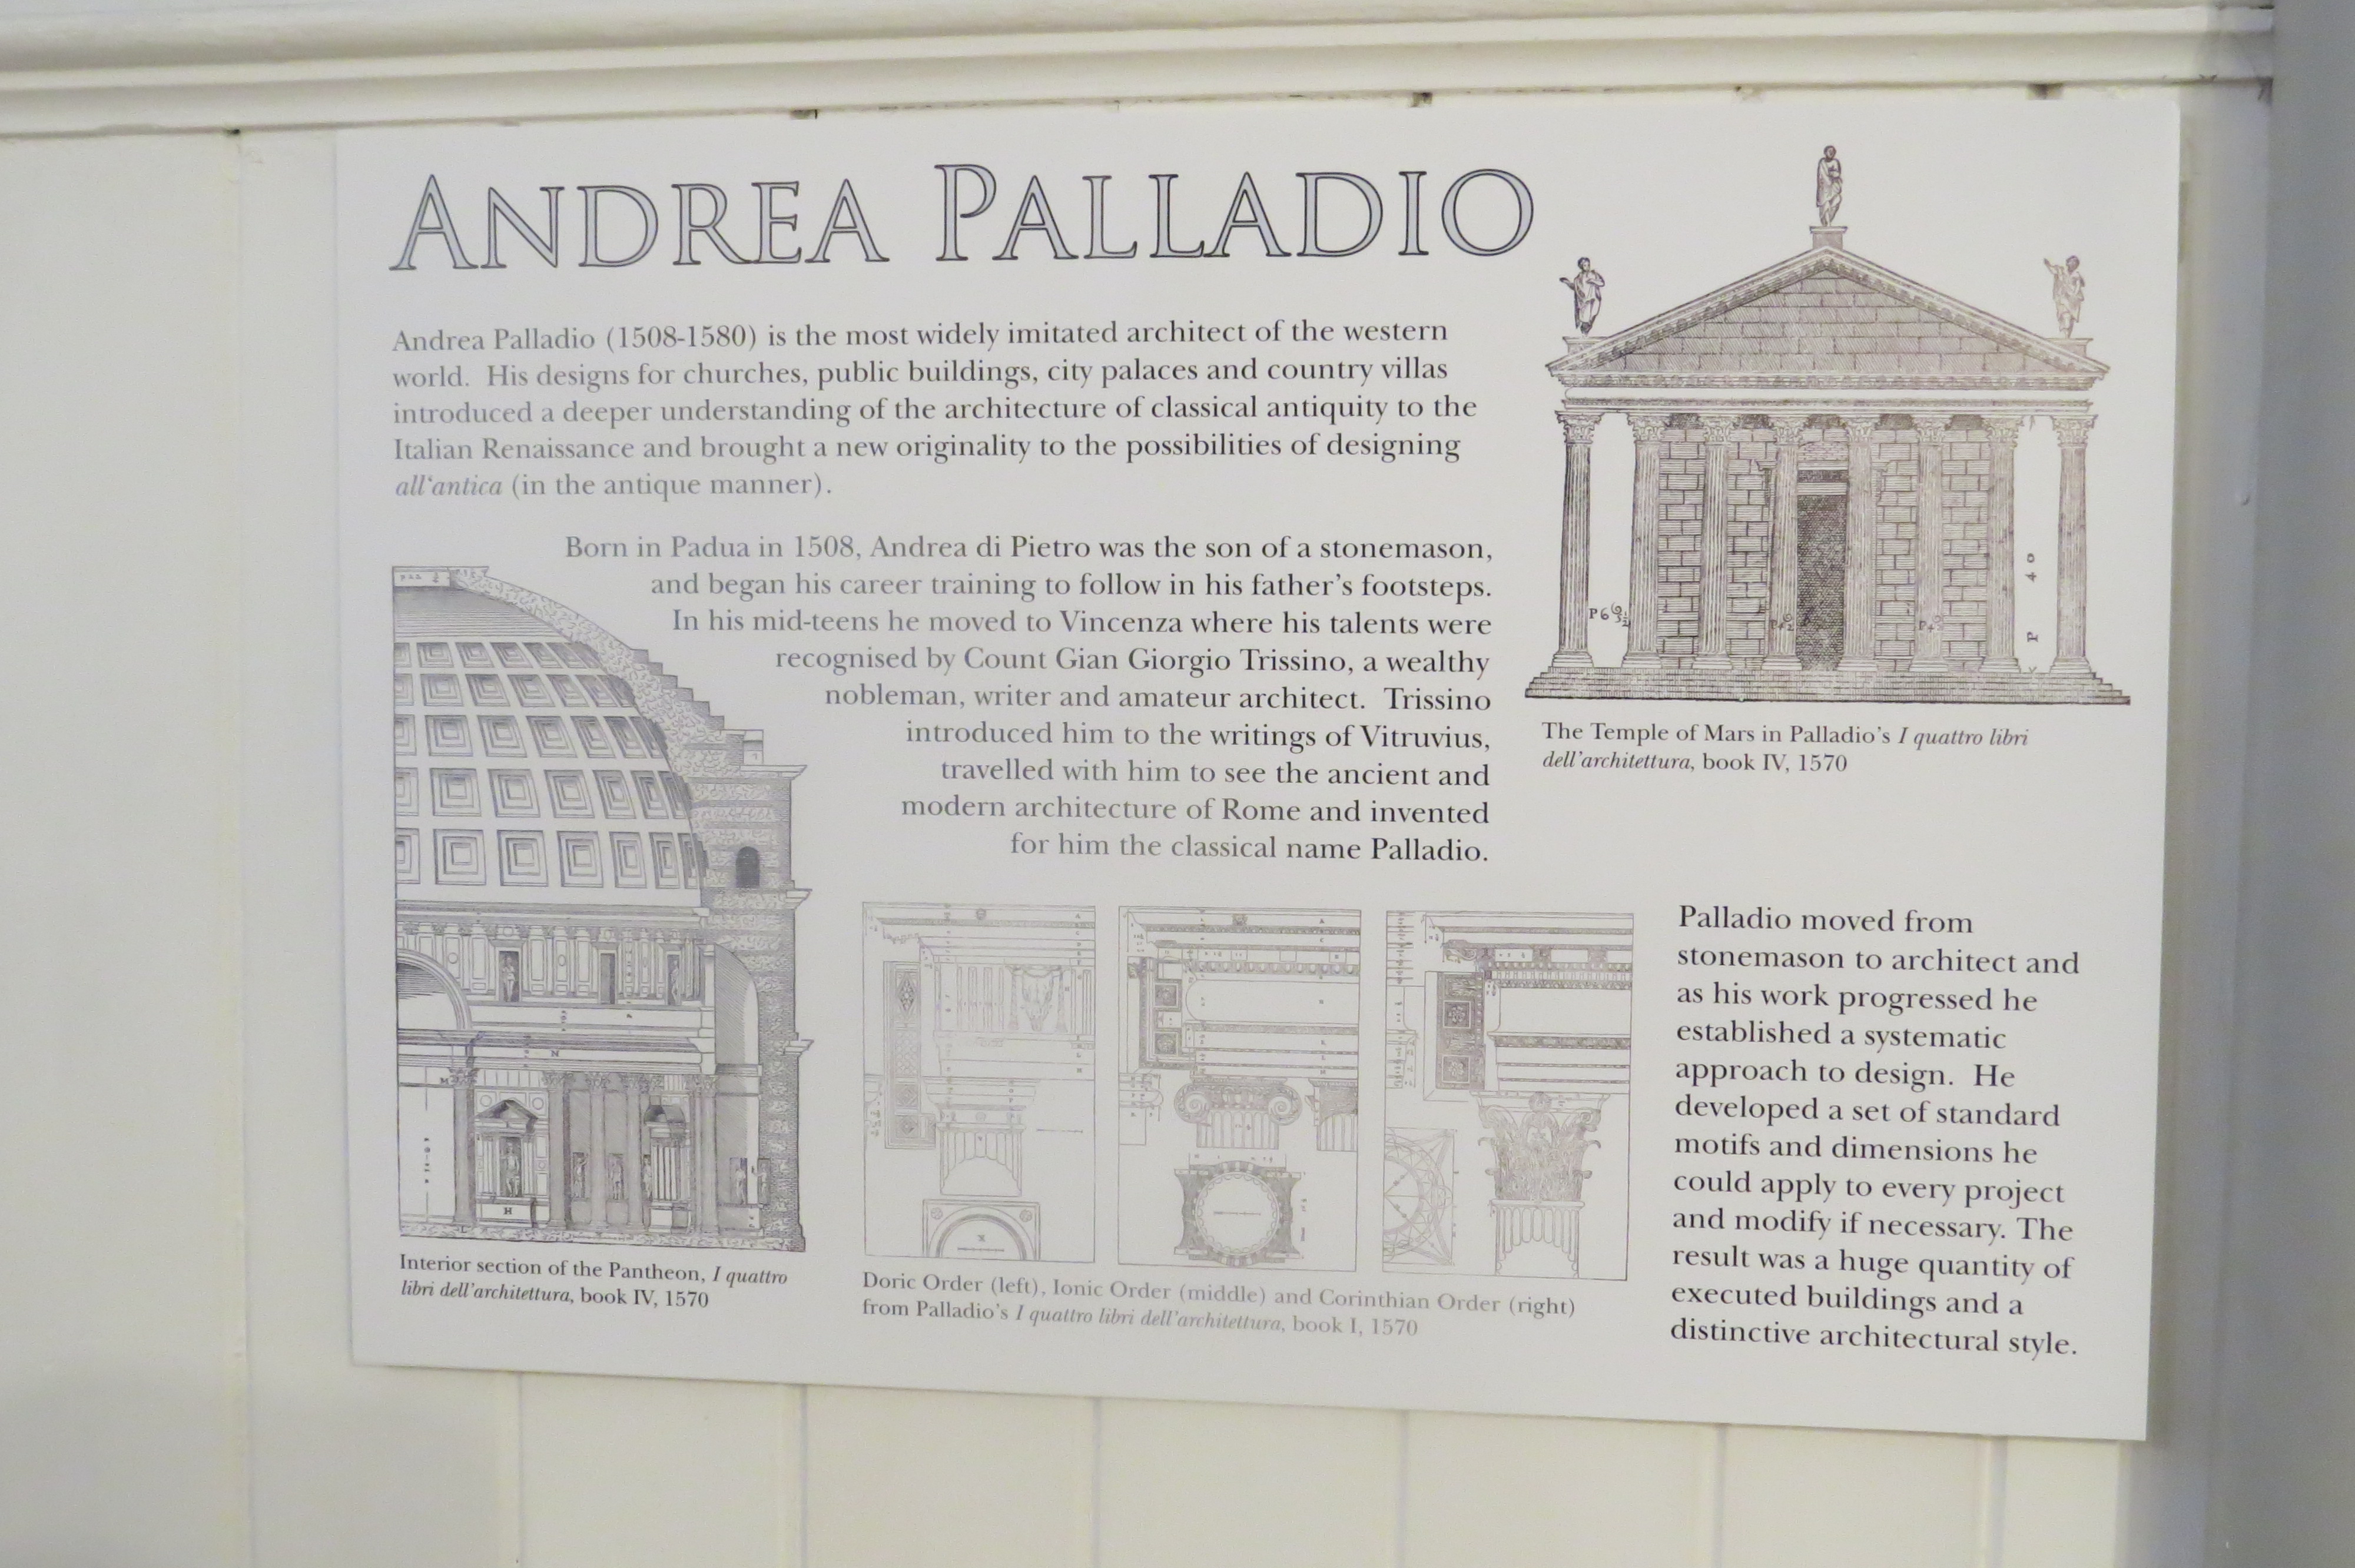 ANDREA PALLADIO
Andrea Palladio (1508-1580) is the most widely imitated architect of the western
world. His designs for churches, public buildings, city palaces and country villas
introduced a deeper understanding of the architecture of classical antiquity to the
Italian Renaissance and brought a new originality to the possibilities of designing
all‘antica (in the antique manner).
Born in Padua in 1508, Andrea di Pietro was the son of a stonemason,
and began his career training to follow in his father’s footsteps.
In his mid-teens he moved to Vincenza where his talents were
recognised by Count Gian Giorgio Trissino, a wealthy
nobleman, writer and amateur architect. Trissino
introduced him to the writings of Vitruvius,
travelled with him to see the ancient and
modern architecture of Rome and invented
for him the classical name Palladio.
The Temple of Mars in Palladio’s I quattro libri
dell’architettura, book IV, 1570
Interior section of the Pantheon, I quattro
libri dell’architettura, book IV, 1570
Doric Order (left), Ionic Order (middle) and Corinthian Order (right)
from Palladio’s I quattro libri dell’architettura, book I, 1570
Palladio moved from
stonemason to architect and
as his work progressed he
established a systematic
approach to design. He
developed a set of standard
motifs and dimensions he
could apply to every project
and modify if necessary. The
result was a huge quantity of
executed buildings and a
distinctive architectural style.